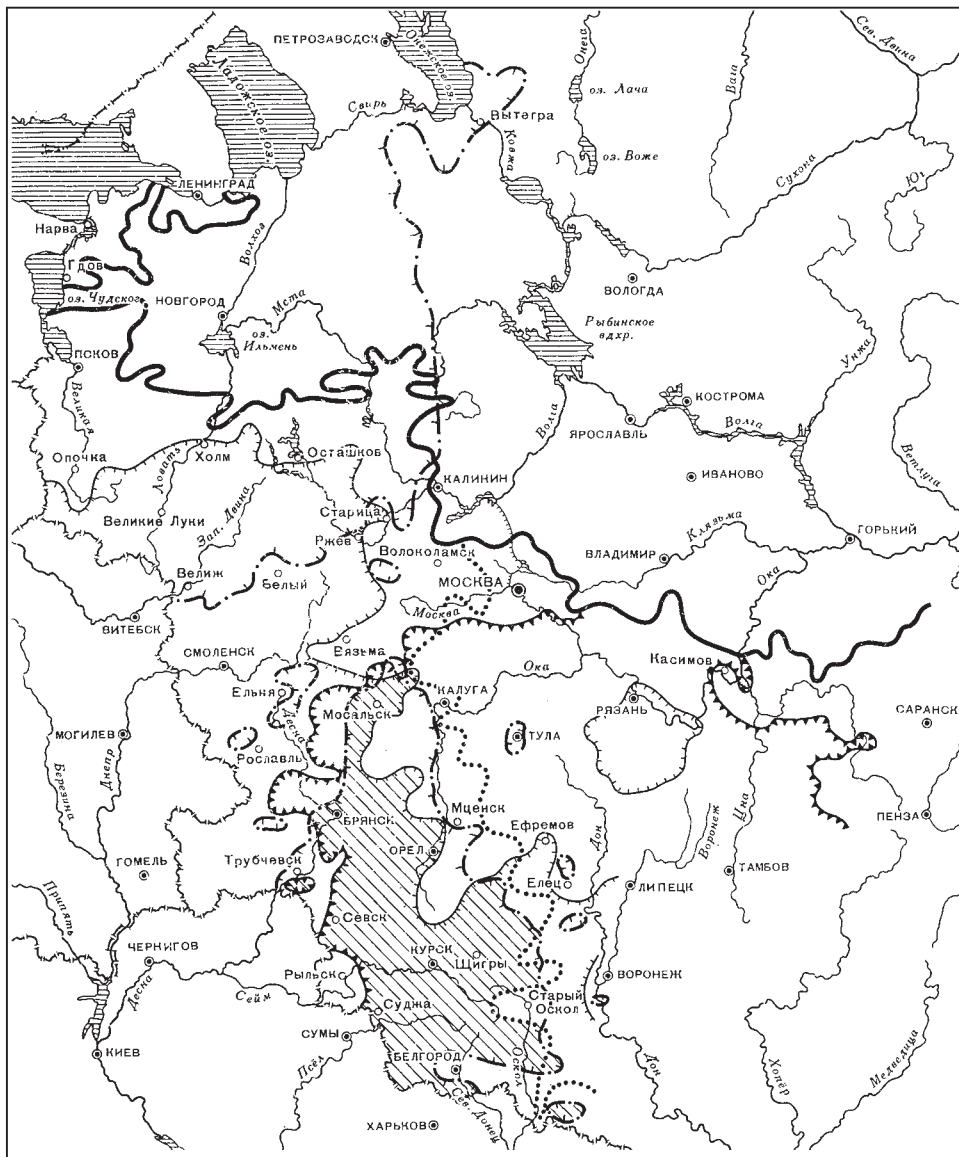 ПЕТРОЗАВОДСК
Онежское оз.
Онега
Сев. Двина
Ладожское оз.
Вага
оз. Лача
Свирь
Вытегра
оз. Воже
Ковжа
Сухона
Юг
ЛЕНИНГРАД
Нарва
Волхов
Гдов
оз. Чудског
НОВГОРОД
Мста
ВОЛОГДА
оз.
Ильмень
Рыбинское
вдхр.
Унжа
ПСКОВ
Великая
КОСТРОМА
Волга
Волга
ЯРОСЛАВЛЬ
Ветлуга
Опочка
Ловать
Холм
Осташков
ИВАНОВО
КАЛИНИН
Великие Луки
Зап. Двина
Старица
Ржев
Волоколамск
Клязьма
ГОРЬКИЙ
ВЛАДИМИР
Велиж
Белый
МОСКВА
Москва
Ока
ВИТЕБСК
СМОЛЕНСК
Вязьма
Ока
Касимов
Ельня
Десна
Мосальск
КАЛУГА
РЯЗАНЬ
САРАНСК
МОГИЛЕВ
Днепр
Березина
Рославль
ТУЛА
Цна
Воронеж
БРЯНСК
Мценск
Ефремов
Дон
ПЕНЗА
ГОМЕЛЬ
Трубчевск
ОРЕЛ
Елец
ЛИПЕЦК
ТАМБОВ
Припять
Севск
ЧЕРНИГОВ
КУРСК
Щигры
ВОРОНЕЖ
Десна
Сейм
Рыльск
Суджа
Старый
Оскол
СУМЫ
КИЕВ
Псёл
БЕЛГОРОД
Оскол
Дон
Хопёр
Медведица
Сев. Донец
ХАРЬКОВ